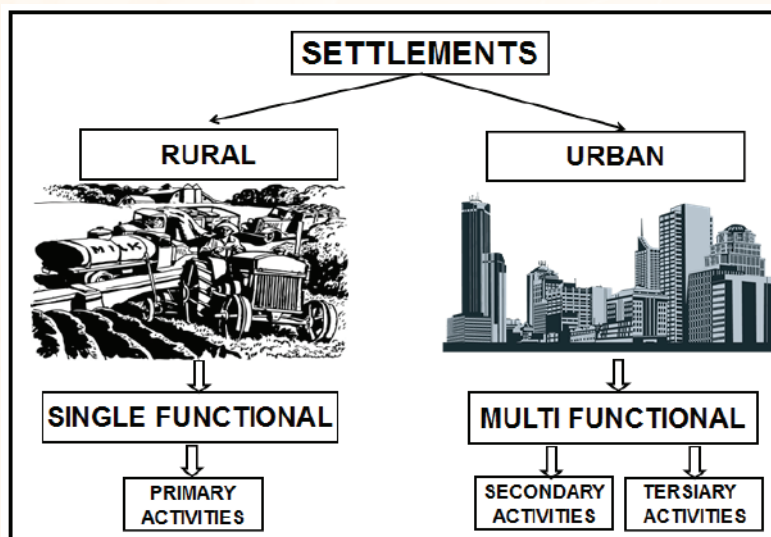 SETTLEMENTS
RURAL
URBAN
MILK
SINGLE FUNCTIONAL
MULTI FUNCTIONAL
PRIMARY
ACTIVITIES
SECONDARY
ACTIVITIES
TERSIARY
ACTIVITIES